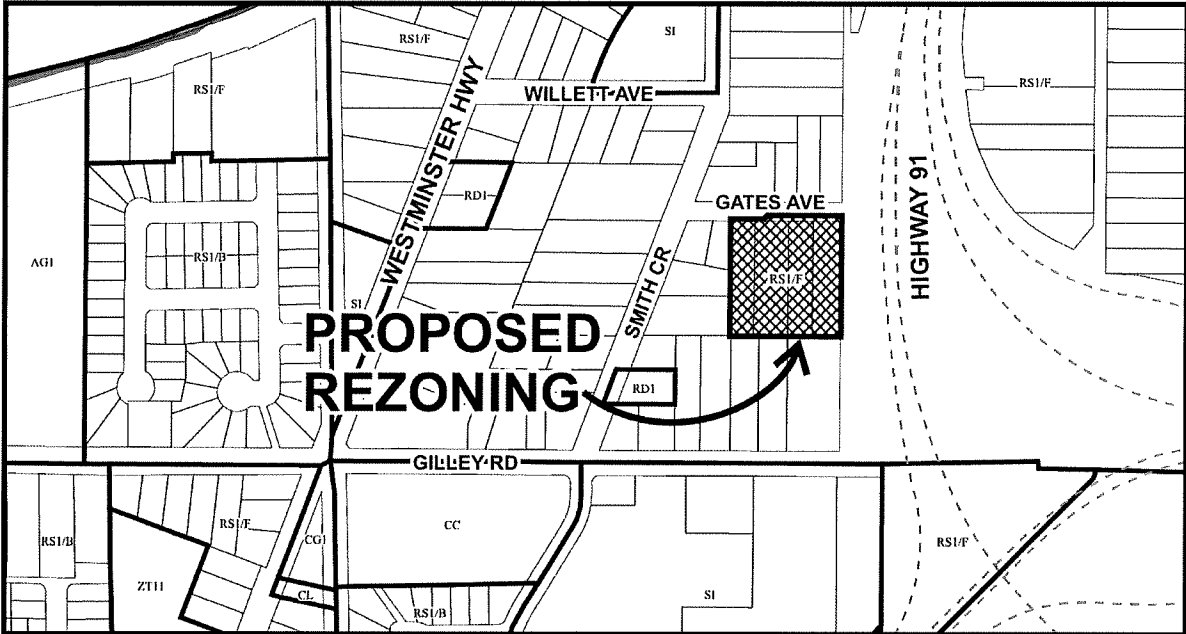 RS1/F
SI
RS1/F
RS1/F
WILLETT AVE
WESTMINSTER HWY
RD1
GATES AVE
HIGHWAY 91
AG1
RS1/B
RS1/F
SI
SMITH CR
PROPOSED
REZONING
RD1
GILLEY RD
RS1/F
CC
RS1/B
CG1
RS1/F
ZT11
CL
RS1/B
SI